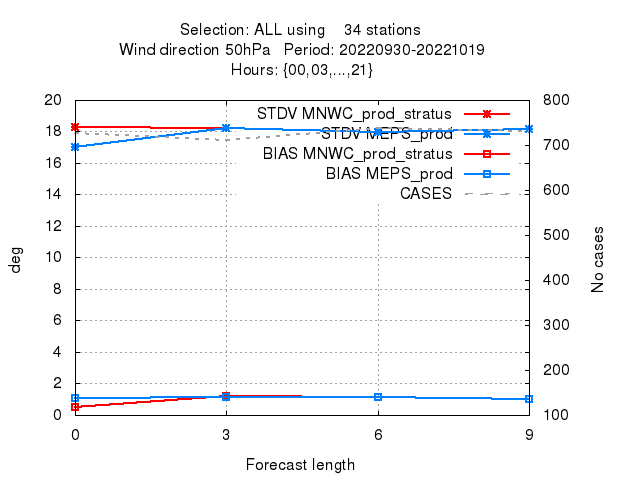 Selection: ALL using 34 stations
Wind direction 50hPa Period: 20220930-20221019
Hours: {00,03,...,21}
STDV MNWC_prod_stratus
STDV MEPS_prod
BIAS MNWC_prod_stratus
BIAS MEPS_prod
CASES
deg
20
18
16
14
12
10
8
6
4
2
0
No cases
800
700
600
500
400
300
200
100
0 3 6 9
Forecast length